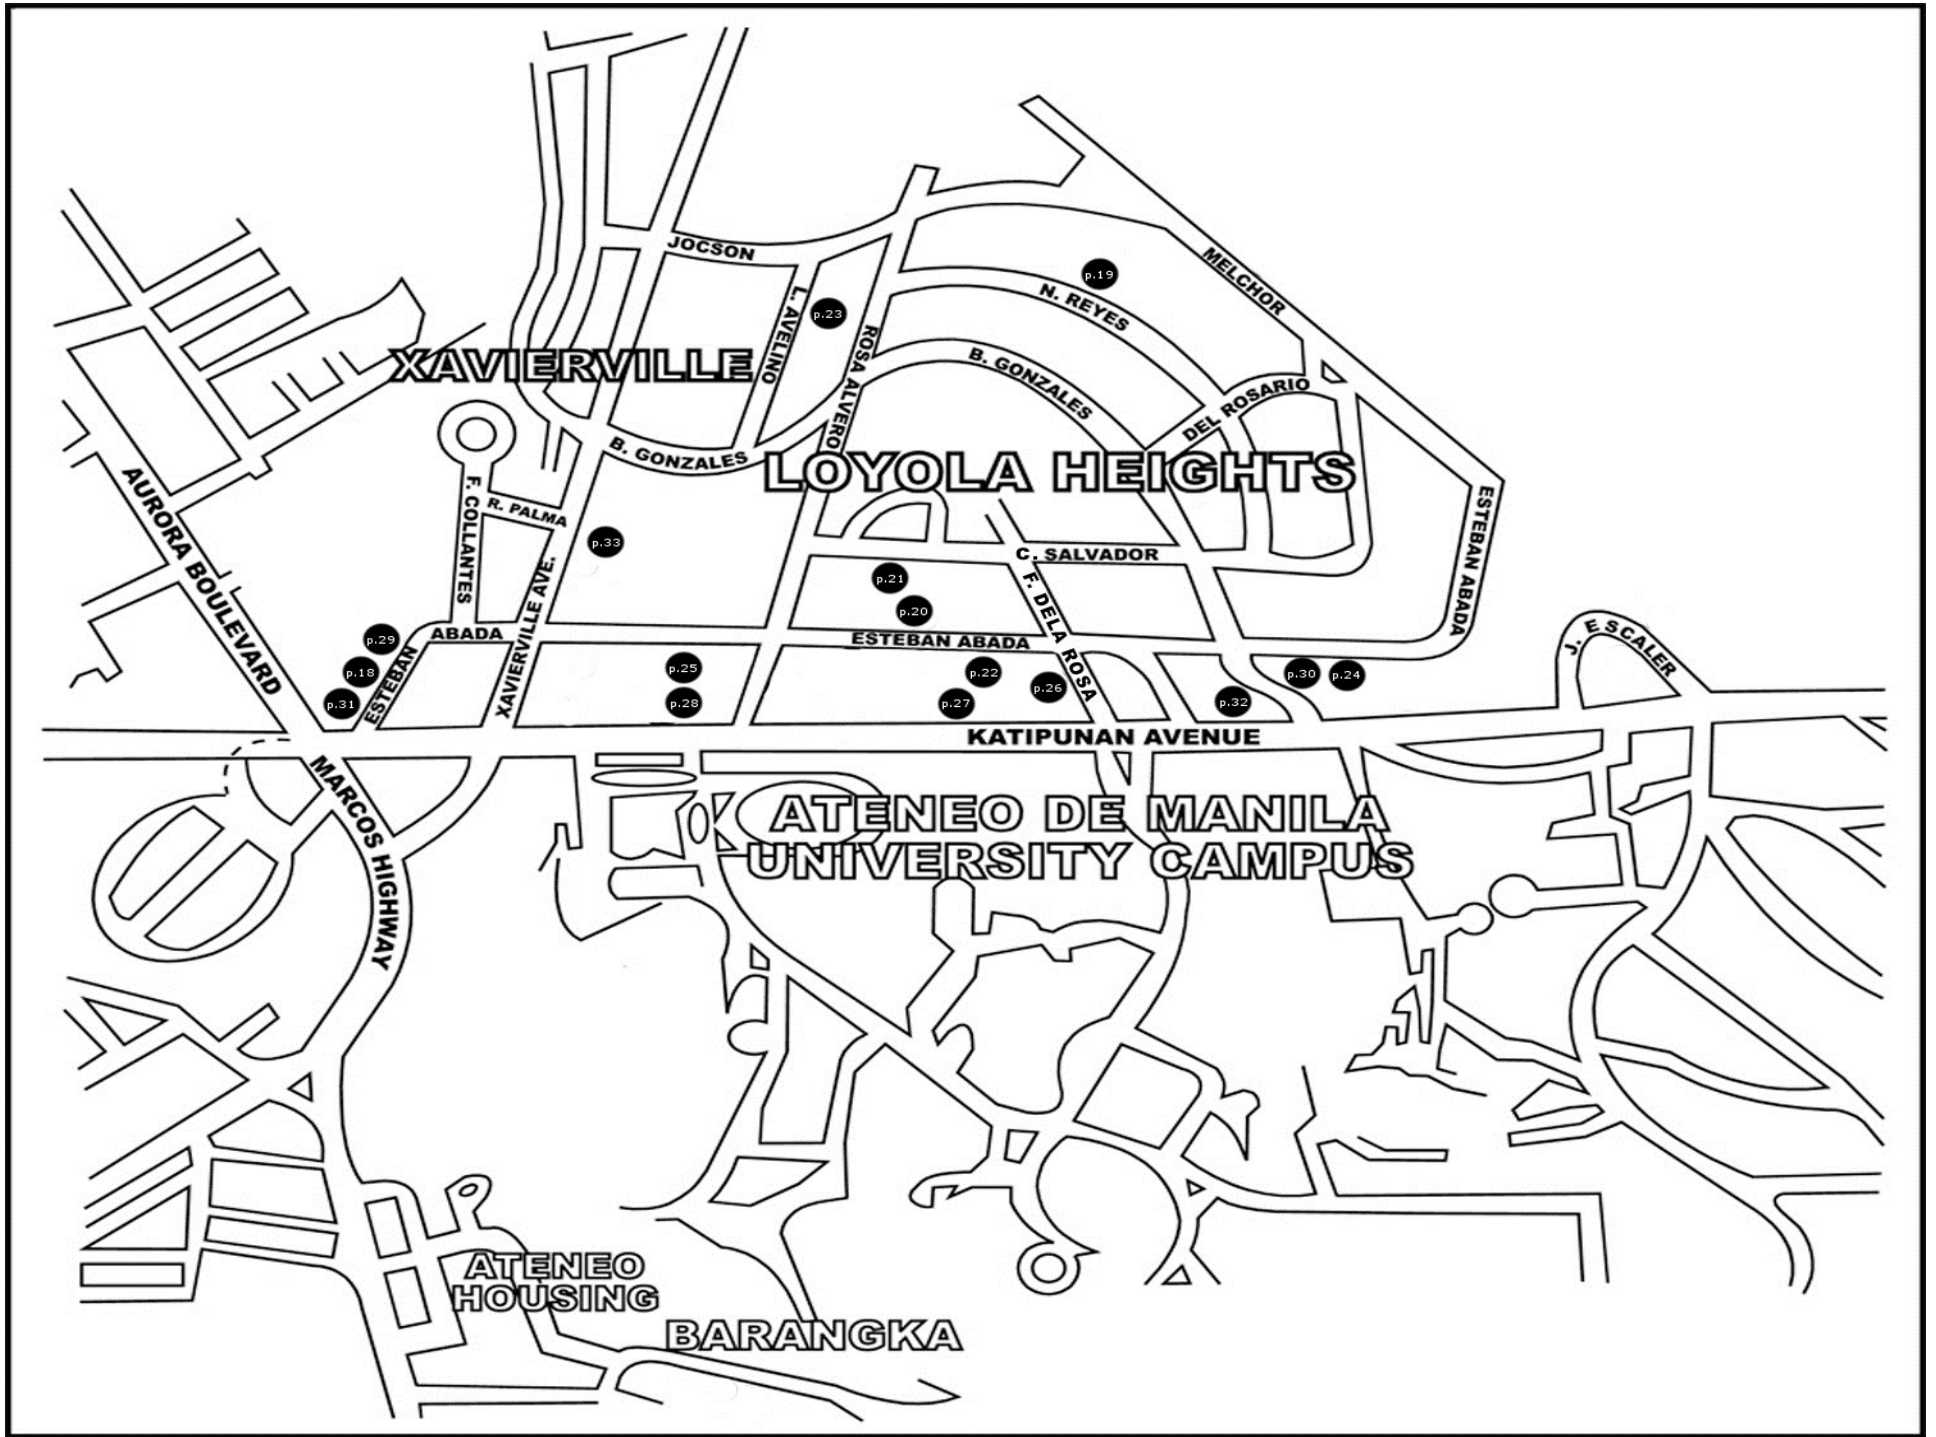 JOCSON
MELCHOR
p.19
N. REYES
L. AVELINO
p.23
ROSA ALVERO
XAVIERVILLE
B. GONZALES
DEL ROSARIO
B. GONZALES
LOYOLA HEIGHTS
AURORA BOULEVARD
F. COLLANTES
R. PALMA
p.33
XAVIERVILLE AVE.
C. SALVADOR
F. DELA ROSA
ESTEBAN ABADA
p.21
p.20
ESTEBAN ABADA
ABADA
ESTEBAN
p.29
p.18
p.31
p.25
p.28
p.22
p.26
p.27
p.32
p.30
p.24
J. ESCALER
KATIPUNAN AVENUE
MARCOS HIGHWAY
ATENEO DE MANILA
UNIVERSITY CAMPUS
ATENEO
HOUSING
BARANGKA